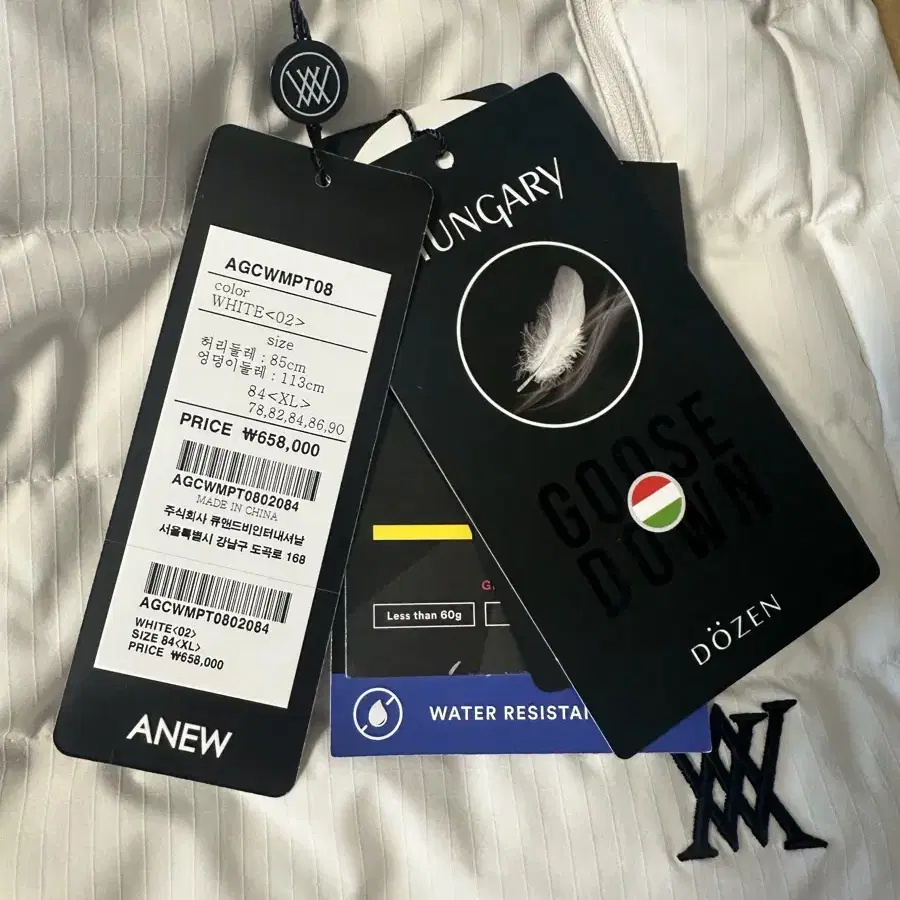 AGCWMPT08
color
WHITE<02>
size
허리둘레 : 85cm
엉덩이둘레 : 113cm
84<XL>
78,82,84,86,90
PRICE ₩658,000
AGCWMPT0802084
MADE IN CHINA
주식회사 큐앤드비인터내셔날
서울특별시 강남구 도곡로 168
AGCWMPT0802084
WHITE<02>
SIZE 84<XL>
PRICE ₩658,000
ANEW
HUNGARY
GOOSE
DOWN
DÖZEN
Less than 60g
WATER RESISTA